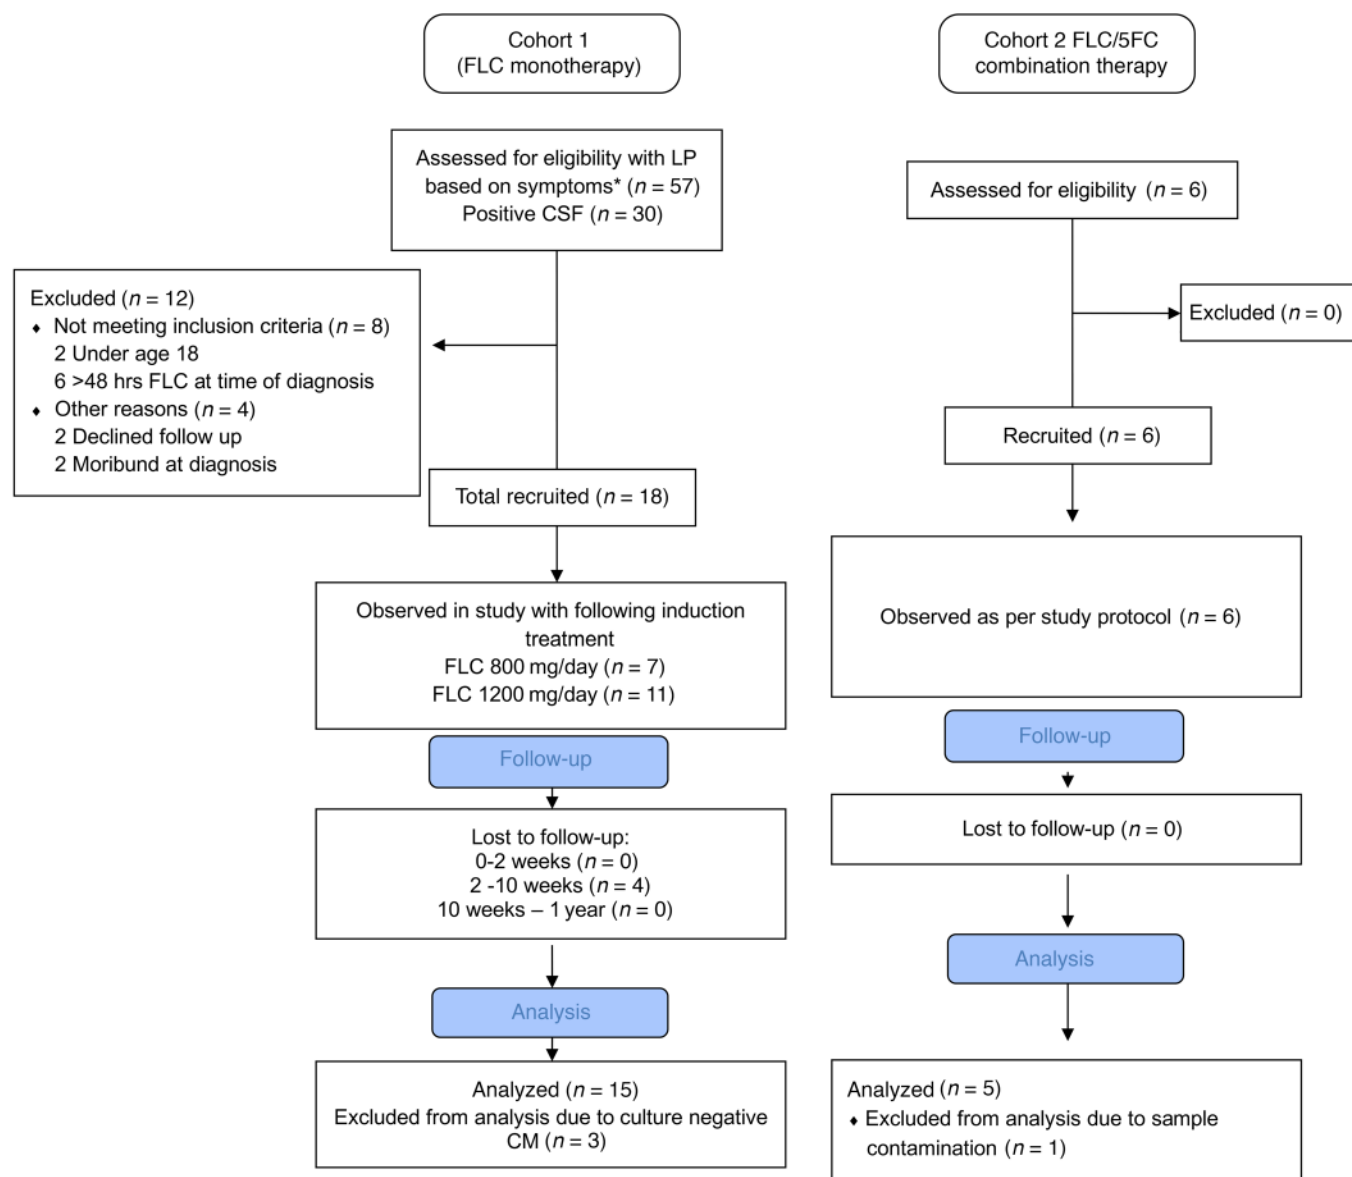 Cohort 1
(FLC monotherapy)
Assessed for eligibility with LP
based on symptoms* (n = 57)
Positive CSF (n = 30)
Excluded (n = 12)
♦ Not meeting inclusion criteria (n = 8)
2 Under age 18
6 >48 hrs FLC at time of diagnosis
♦ Other reasons (n = 4)
2 Declined follow up
2 Moribund at diagnosis
Total recruited (n = 18)
Observed in study with following induction
treatment
FLC 800 mg/day (n = 7)
FLC 1200 mg/day (n = 11)
Follow-up
Lost to follow-up:
0-2 weeks (n = 0)
2 -10 weeks (n = 4)
10 weeks – 1 year (n = 0)
Analysis
Analyzed (n = 15)
Excluded from analysis due to culture negative
CM (n = 3)
Cohort 2 FLC/5FC
combination therapy
Assessed for eligibility (n = 6)
Excluded (n = 0)
Recruited (n = 6)
Observed as per study protocol (n = 6)
Follow-up
Lost to follow-up (n = 0)
Analysis
Analyzed (n = 5)
♦ Excluded from analysis due to sample
contamination (n = 1)